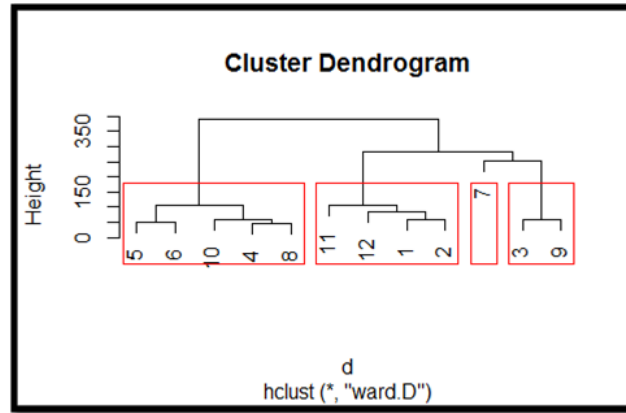 Cluster Dendrogram
Height
350
150
0
7
5 6 10 4 8 11 12 1 2 3 9
d
hclust (*, "ward.D")